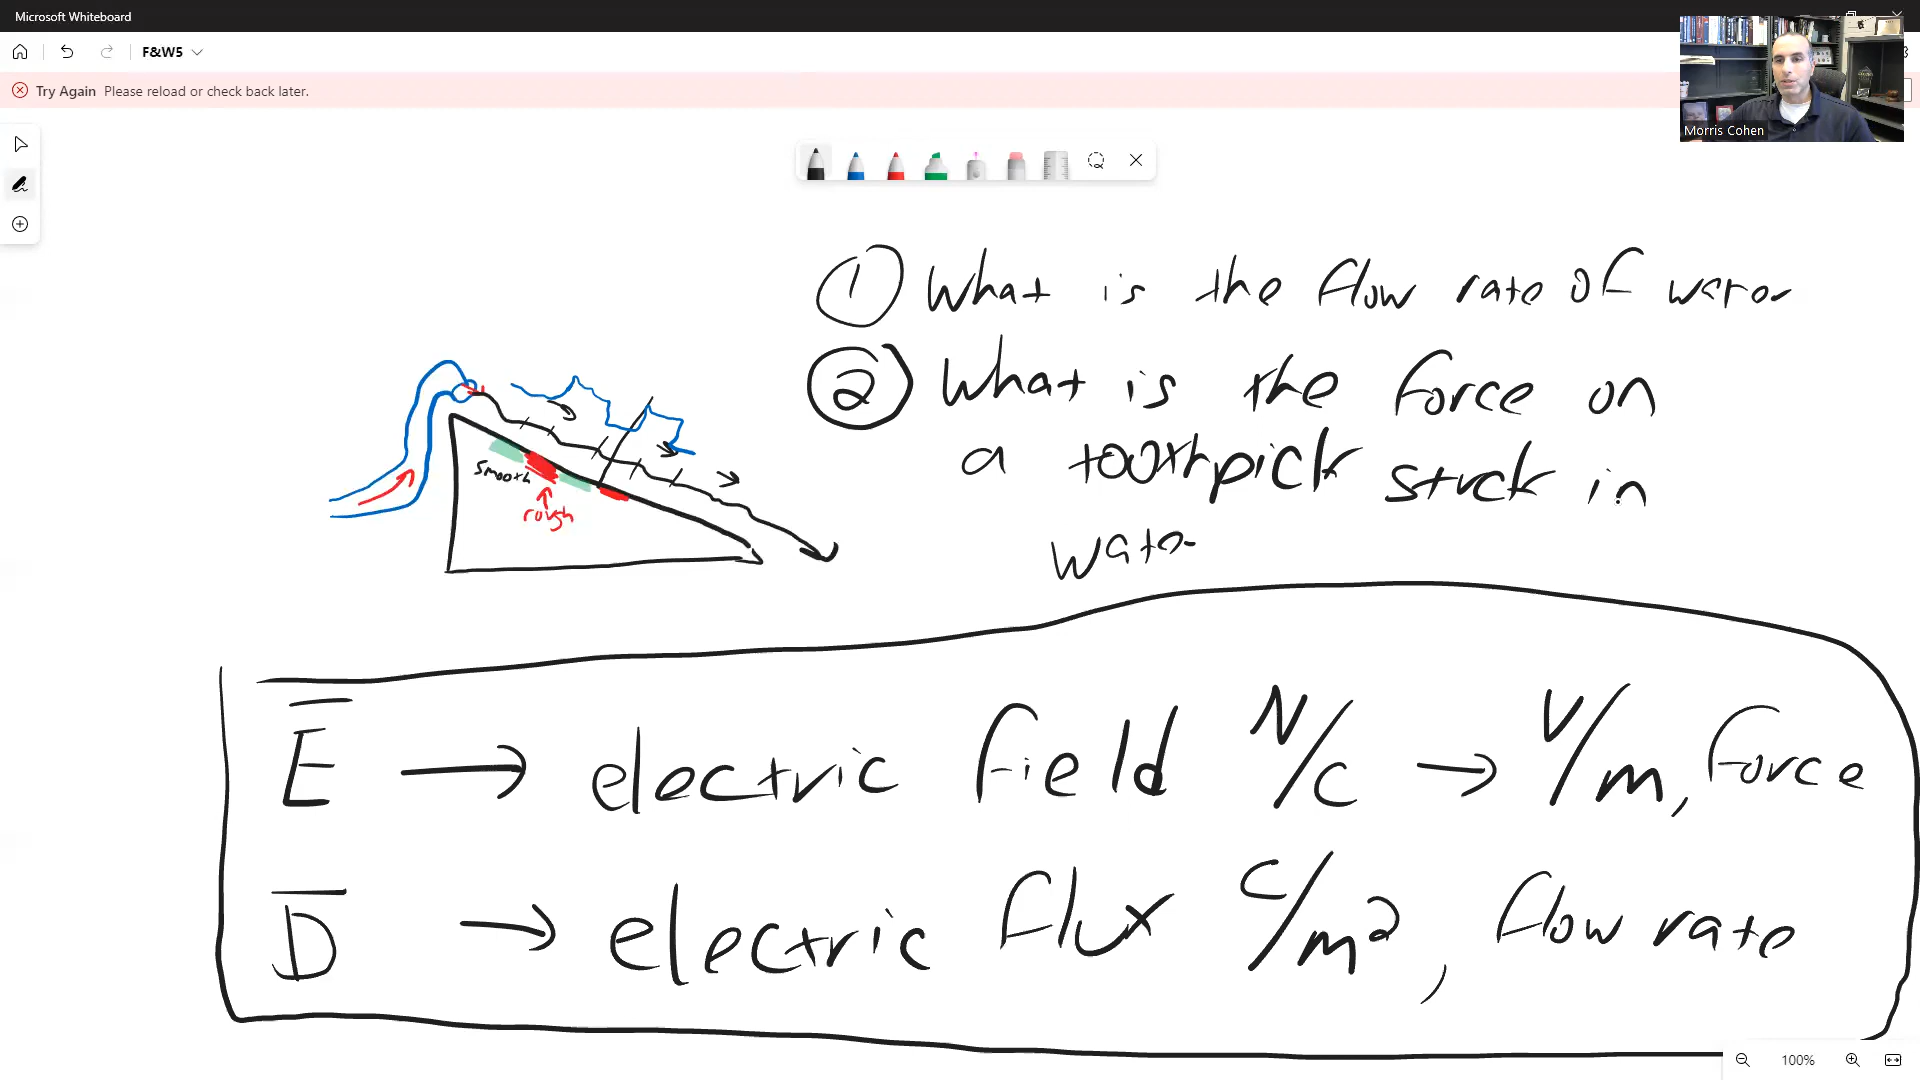 Microsoft Whiteboard
F&W5
Try Again Please reload or check back later.
Morris Cohen
① What is the flow rate of water
② What is the force on
a toothpick stuck in
water
smooth
rough
E → electric field N/C → V/m, force
D → electric flux C/m², flow rate
100%